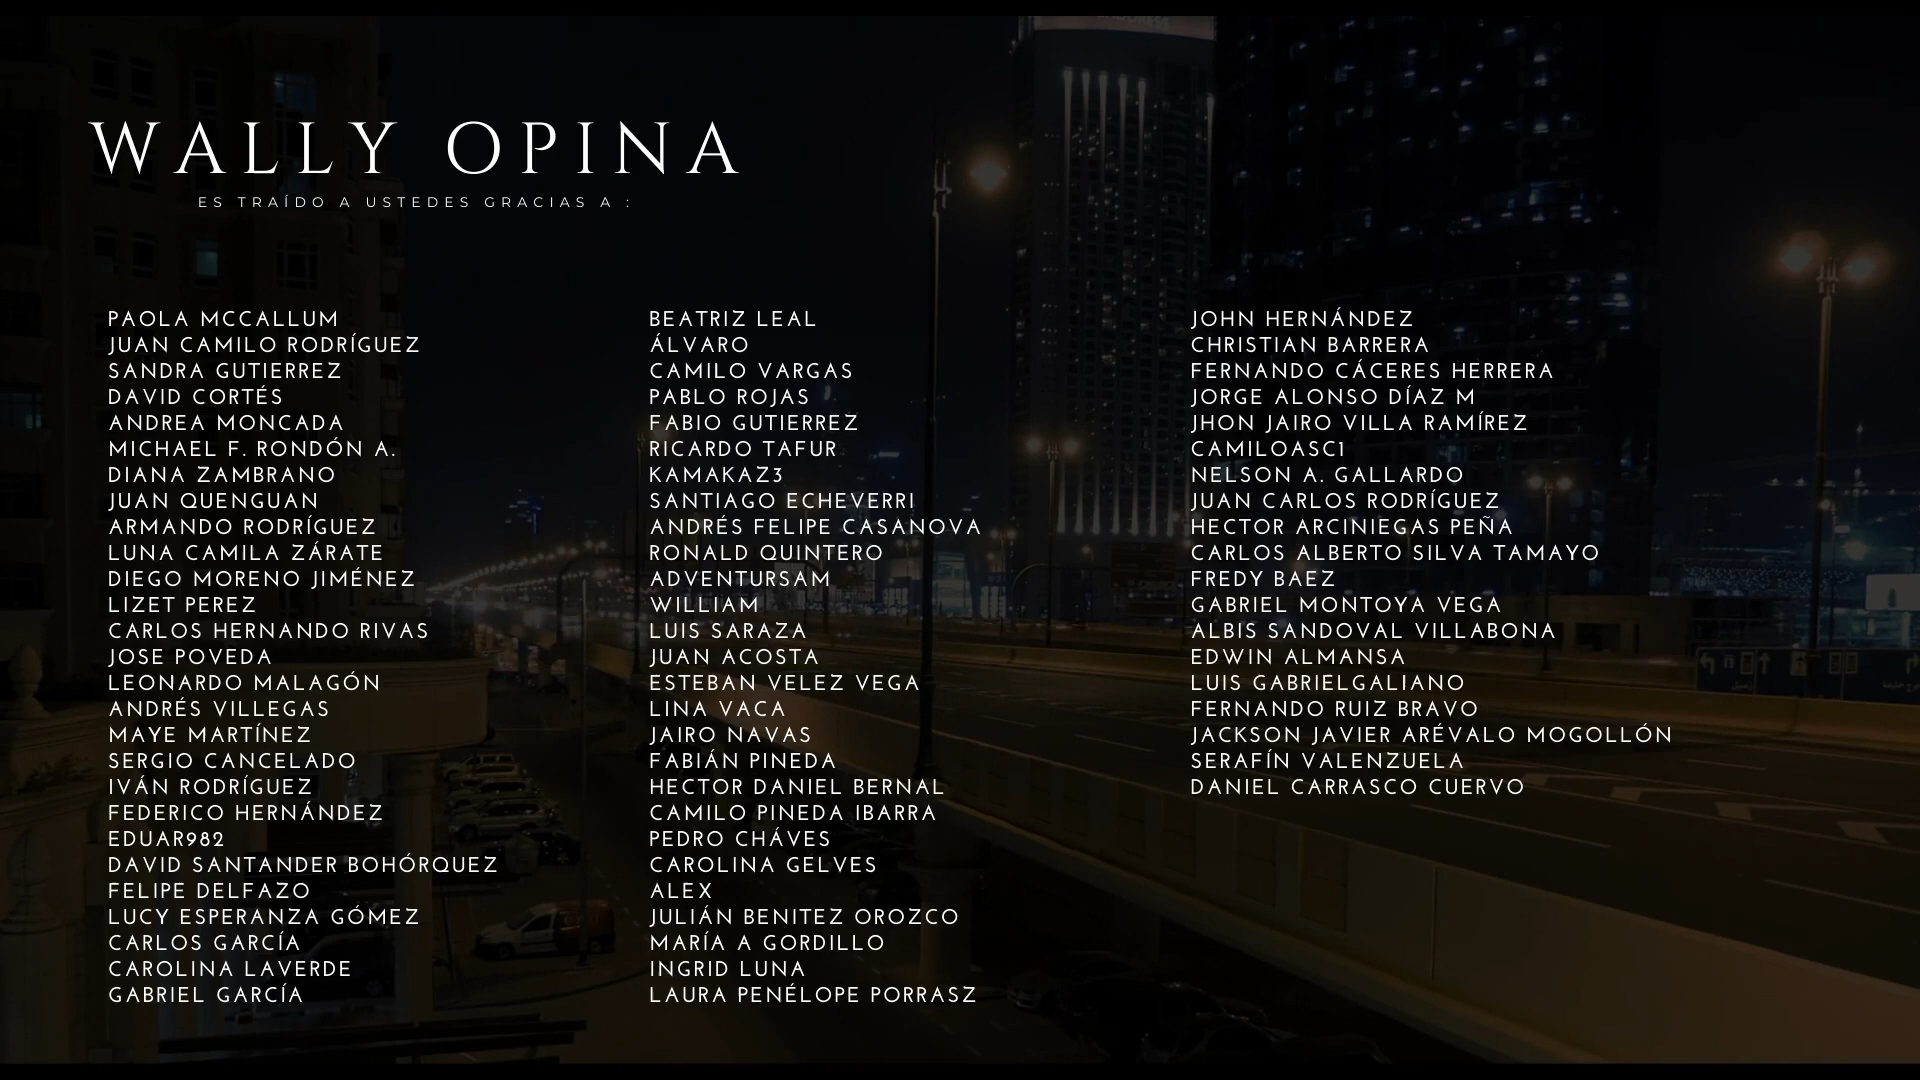 WALLY OPINA
ES TRAÍDO A USTEDES GRACIAS A :
PAOLA MCCALLUM
JUAN CAMILO RODRÍGUEZ
SANDRA GUTIERREZ
DAVID CORTÉS
ANDREA MONCADA
MICHAEL F. RONDÓN A.
DIANA ZAMBRANO
JUAN QUENGUAN
ARMANDO RODRÍGUEZ
LUNA CAMILA ZÁRATE
DIEGO MORENO JIMÉNEZ
LIZET PEREZ
CARLOS HERNANDO RIVAS
JOSE POVEDA
LEONARDO MALAGÓN
ANDRÉS VILLEGAS
MAYE MARTÍNEZ
SERGIO CANCELADO
IVÁN RODRÍGUEZ
FEDERICO HERNÁNDEZ
EDUAR982
DAVID SANTANDER BOHÓRQUEZ
FELIPE DELFAZO
LUCY ESPERANZA GÓMEZ
CARLOS GARCÍA
CAROLINA LAVERDE
GABRIEL GARCÍA
BEATRIZ LEAL
ÁLVARO
CAMILO VARGAS
PABLO ROJAS
FABIO GUTIERREZ
RICARDO TAFUR
KAMAKAZ3
SANTIAGO ECHEVERRI
ANDRÉS FELIPE CASANOVA
RONALD QUINTERO
ADVENTURSAM
WILLIAM
LUIS SARAZA
JUAN ACOSTA
ESTEBAN VELEZ VEGA
LINA VACA
JAIRO NAVAS
FABIÁN PINEDA
HECTOR DANIEL BERNAL
CAMILO PINEDA IBARRA
PEDRO CHÁVES
CAROLINA GELVES
ALEX
JULIÁN BENITEZ OROZCO
MARÍA A GORDILLO
INGRID LUNA
LAURA PENÉLOPE PORRASZ
JOHN HERNÁNDEZ
CHRISTIAN BARRERA
FERNANDO CÁCERES HERRERA
JORGE ALONSO DÍAZ M
JHON JAIRO VILLA RAMÍREZ
CAMILOASC1
NELSON A. GALLARDO
JUAN CARLOS RODRÍGUEZ
HECTOR ARCINIEGAS PEÑA
CARLOS ALBERTO SILVA TAMAYO
FREDY BAEZ
GABRIEL MONTOYA VEGA
ALBIS SANDOVAL VILLABONA
EDWIN ALMANSA
LUIS GABRIELGALIANO
FERNANDO RUIZ BRAVO
JACKSON JAVIER ARÉVALO MOGOLLÓN
SERAFÍN VALENZUELA
DANIEL CARRASCO CUERVO